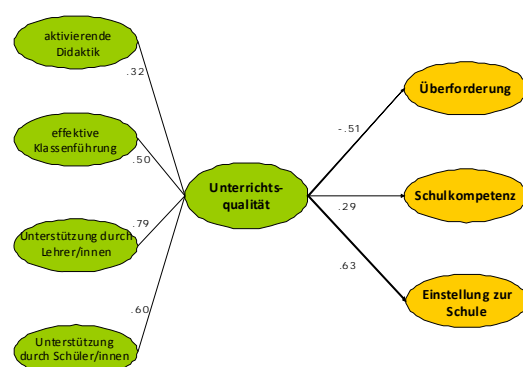 aktivierende
Didaktik
.32
effektive
Klassenführung
.50
Unterstützung durch
Lehrer/innen
.79
Unterstützung
durch Schüler/innen
.60
Unterrichts-
qualität
-.51
Überforderung
.29
Schulkompetenz
.63
Einstellung zur
Schule